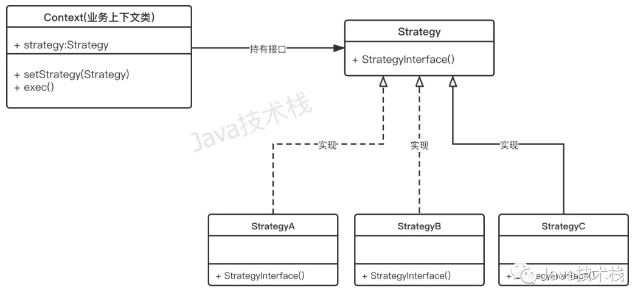 Context(业务上下文类)
+ strategy:Strategy
+ setStrategy(Strategy)
+ exec()
持有接口
Strategy
+ StrategyInterface()
Java技术栈
实现
实现
实现
StrategyA
+ StrategyInterface()
StrategyB
+ StrategyInterface()
StrategyC
Java技术栈